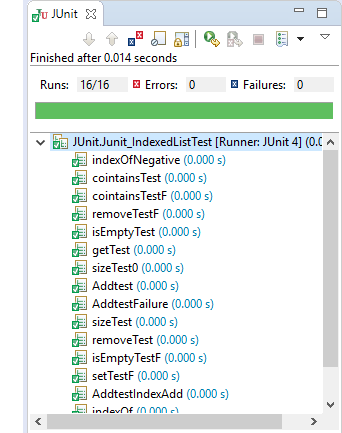 JUnit
Finished after 0.014 seconds
Runs: 16/16 Errors: 0 Failures: 0
JUnit.Junit_IndexedListTest [Runner: JUnit 4] (0.0
indexOfNegative (0.000 s)
cointainsTest (0.000 s)
cointainsTestF (0.000 s)
removeTestF (0.000 s)
isEmptyTest (0.000 s)
getTest (0.000 s)
sizeTest0 (0.000 s)
Addtest (0.000 s)
AddtestFailure (0.000 s)
sizeTest (0.000 s)
removeTest (0.000 s)
isEmptyTestF (0.000 s)
setTestF (0.000 s)
AddtestIndexAdd (0.000 s)
indexOf (0.000 s)